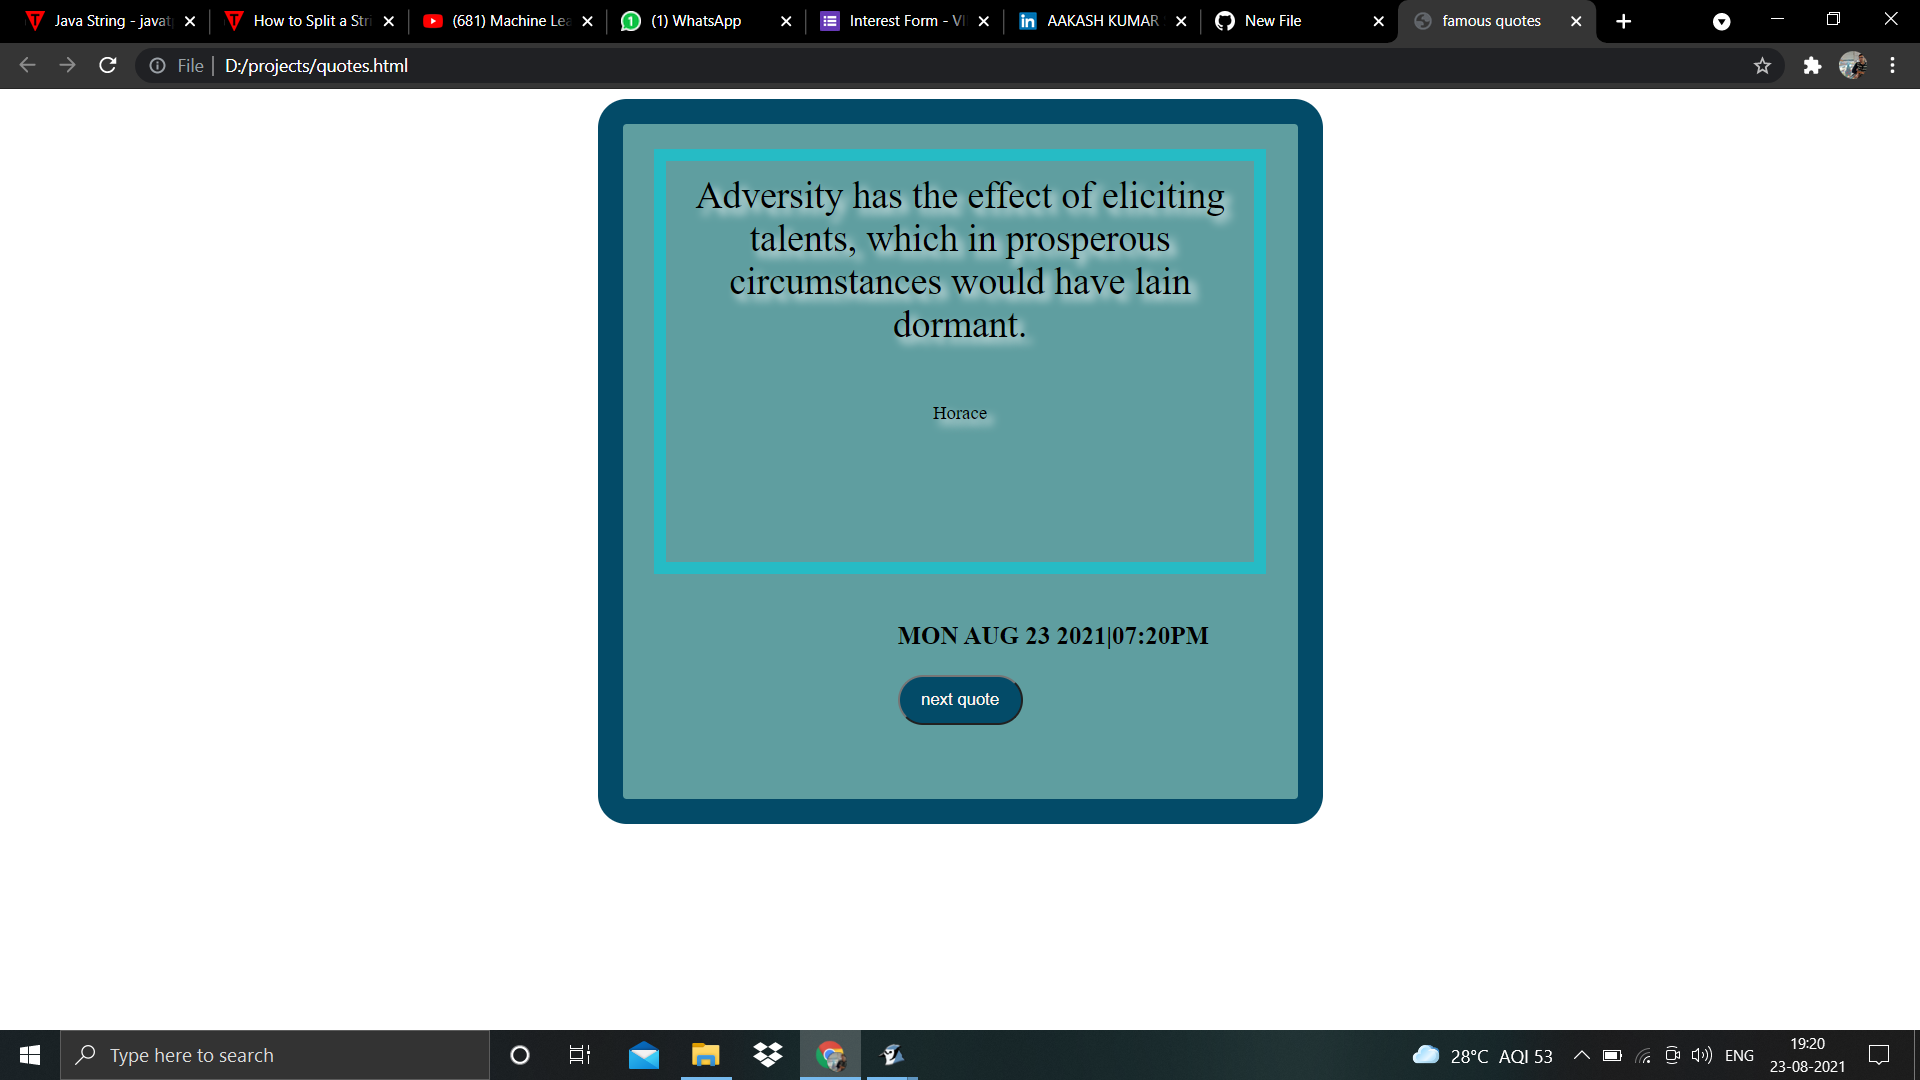 Java String - javatp
How to Split a Stri
(681) Machine Lea
(1) WhatsApp
Interest Form - VI
AAKASH KUMAR
New File
famous quotes
File | D:/projects/quotes.html
Adversity has the effect of eliciting
talents, which in prosperous
circumstances would have lain
dormant.
Horace
MON AUG 23 2021|07:20PM
next quote
Type here to search
28°C AQI 53
ENG
19:20
23-08-2021